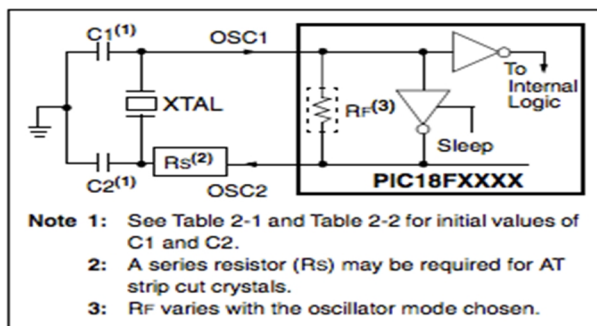 C1(1)
OSC1
To
Internal
Logic
XTAL
RF(3)
Sleep
RS(2)
C2(1)
OSC2
PIC18FXXXX
Note 1: See Table 2-1 and Table 2-2 for initial values of
C1 and C2.
2: A series resistor (RS) may be required for AT
strip cut crystals.
3: RF varies with the oscillator mode chosen.